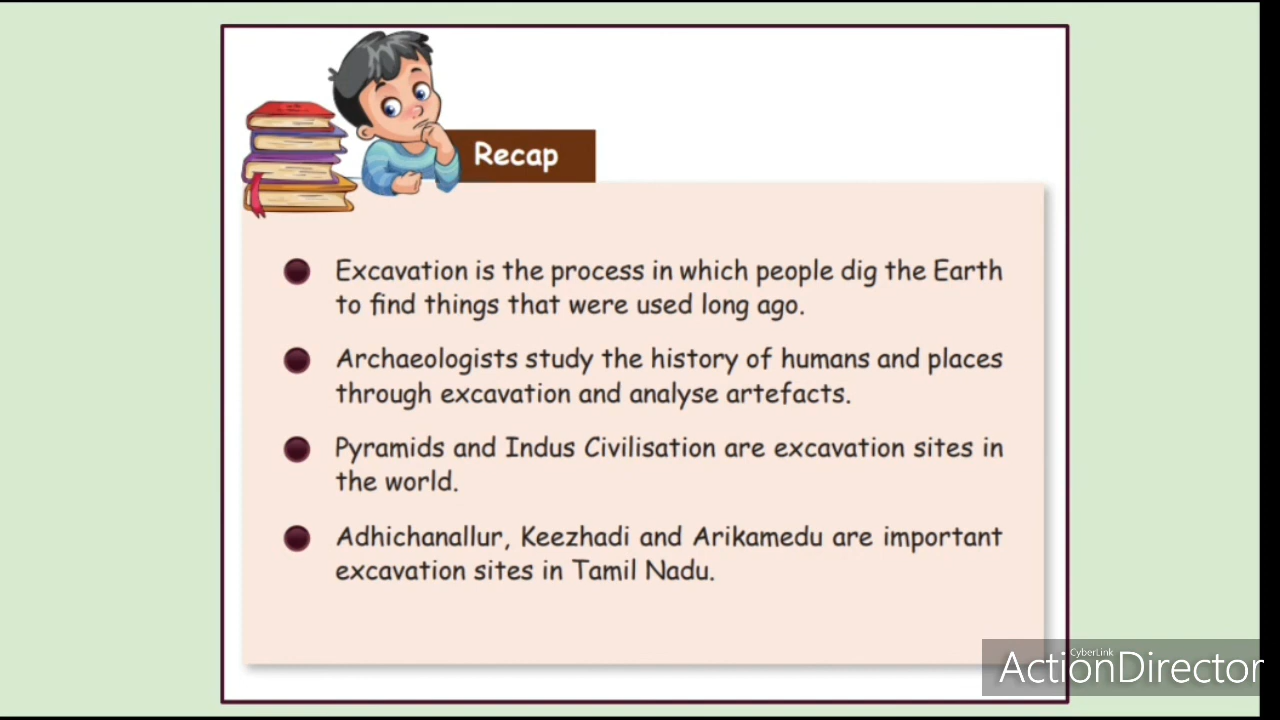 Recap
Excavation is the process in which people dig the Earth
to find things that were used long ago.
Archaeologists study the history of humans and places
through excavation and analyse artefacts.
Pyramids and Indus Civilisation are excavation sites in
the world.
Adhichanallur, Keezhadi and Arikamedu are important
excavation sites in Tamil Nadu.
CyberLink
ActionDirector